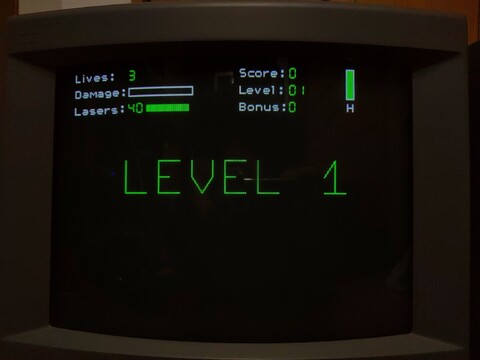 Lives: 3 Score:0
Damage: Level:01
Lasers:40 Bonus:0 H
LEVEL 1